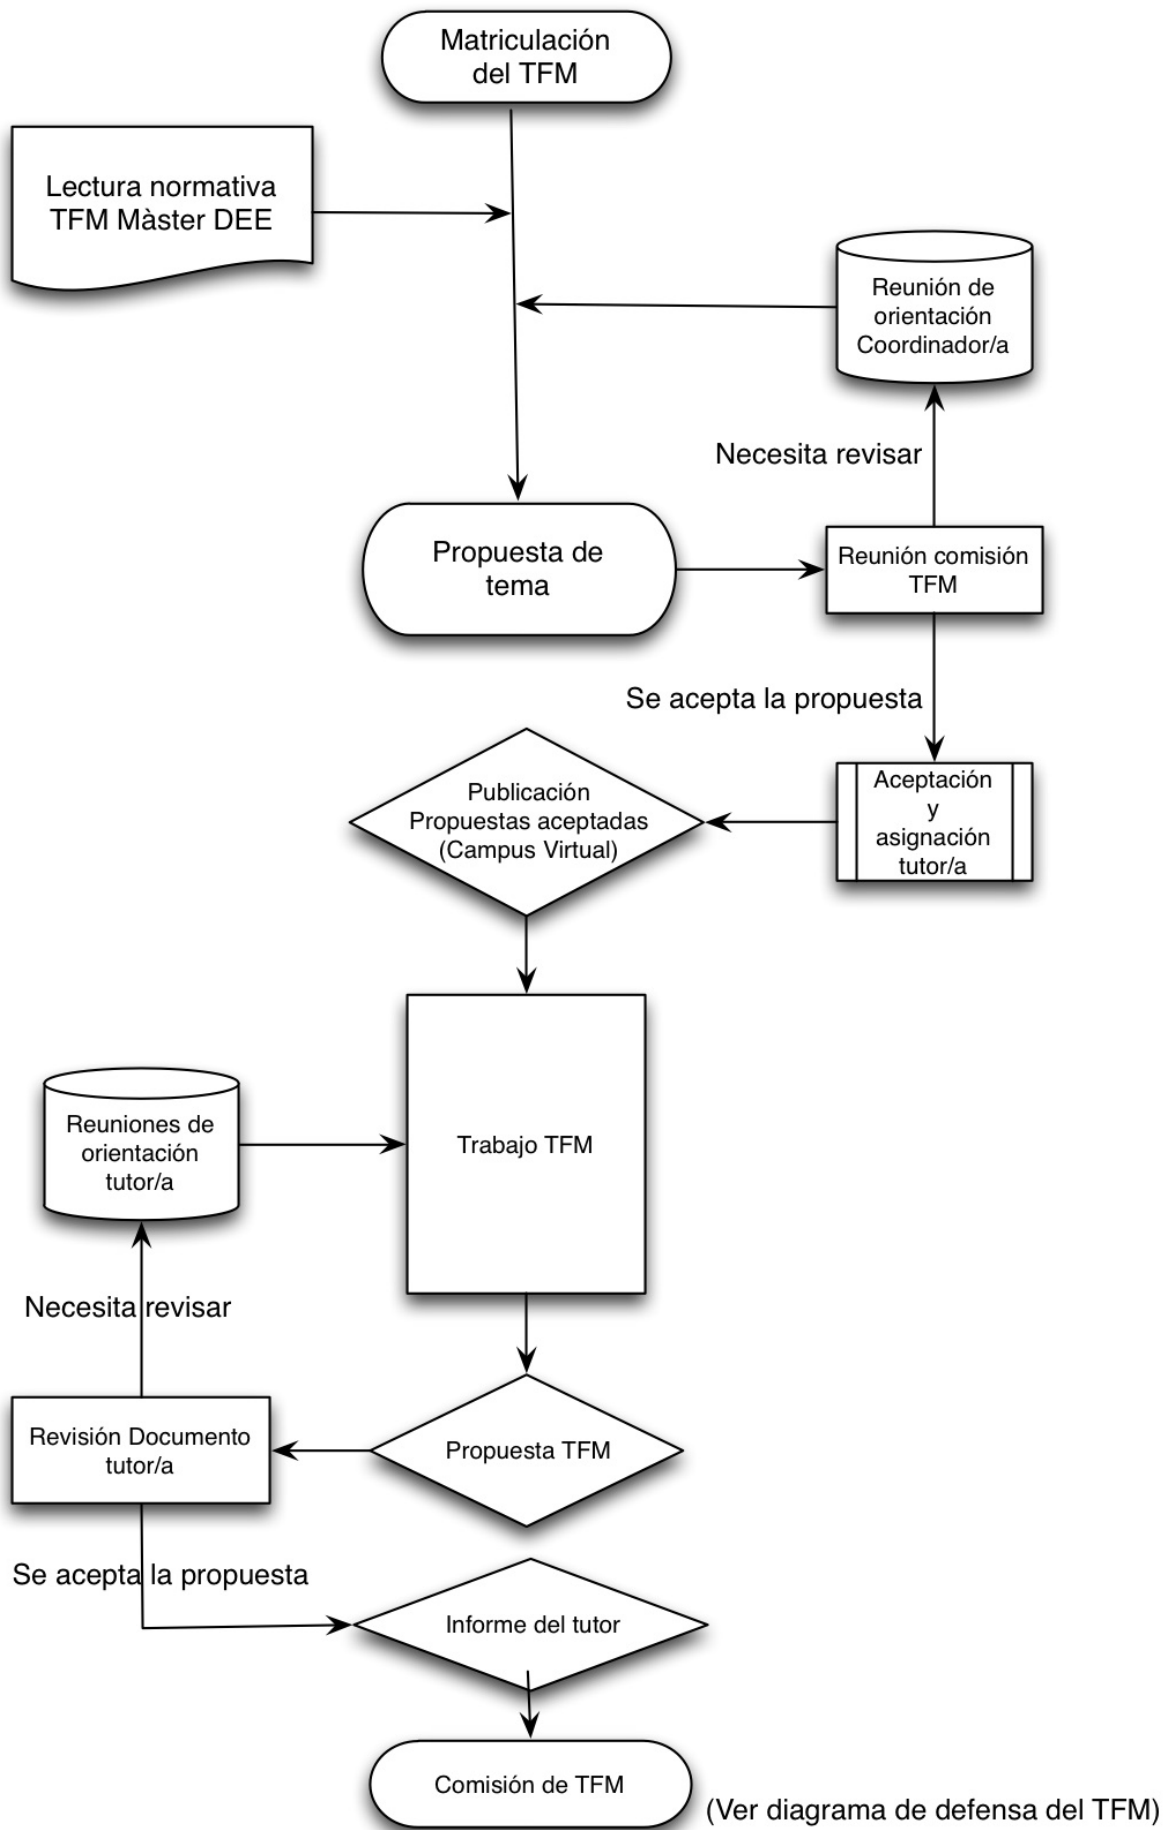 Matriculación
del TFM
Lectura normativa
TFM Màster DEE
Reunión de
orientación
Coordinador/a
Necesita revisar
Propuesta de
tema
Reunión comisión
TFM
Se acepta la propuesta
Aceptación
y
asignación
tutor/a
Publicación
Propuestas aceptadas
(Campus Virtual)
Trabajo TFM
Reuniones de
orientación
tutor/a
Necesita revisar
Revisión Documento
tutor/a
Propuesta TFM
Se acepta la propuesta
Informe del tutor
Comisión de TFM
(Ver diagrama de defensa del TFM)